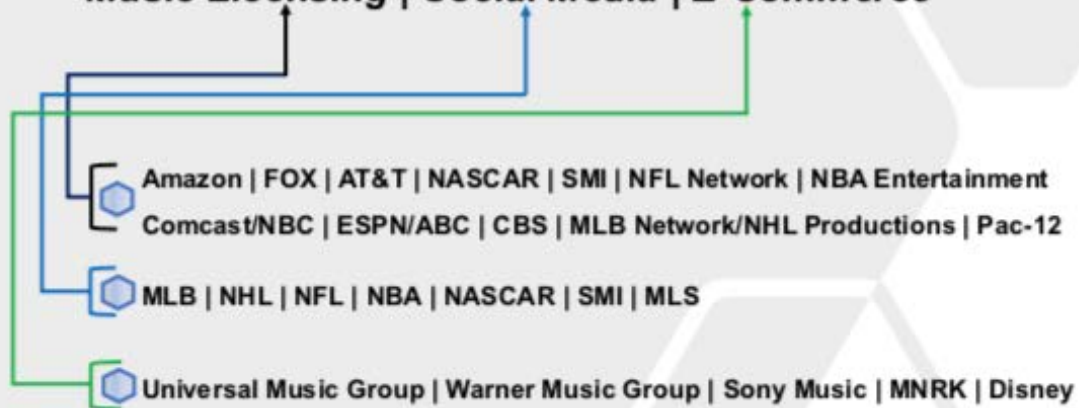 Music Licensing | Social Media | E-Commerce
Amazon | FOX | AT&T | NASCAR | SMI | NFL Network | NBA Entertainment
Comcast/NBC | ESPN/ABC | CBS | MLB Network/NHL Productions | Pac-12
MLB | NHL | NFL | NBA | NASCAR | SMI | MLS
Universal Music Group | Warner Music Group | Sony Music | MNRK | Disney